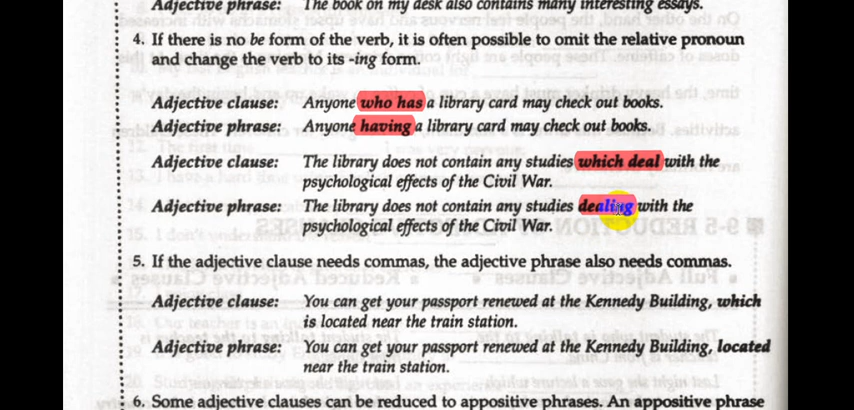 Adjective phrase: The book on my desk also contains many interesting essays.
4. If there is no be form of the verb, it is often possible to omit the relative pronoun
and change the verb to its -ing form.
Adjective clause: Anyone who has a library card may check out books.
Adjective phrase: Anyone having a library card may check out books.
Adjective clause: The library does not contain any studies which deal with the
psychological effects of the Civil War.
Adjective phrase: The library does not contain any studies dealing with the
psychological effects of the Civil War.
5. If the adjective clause needs commas, the adjective phrase also needs commas.
Adjective clause: You can get your passport renewed at the Kennedy Building, which
is located near the train station.
Adjective phrase: You can get your passport renewed at the Kennedy Building, located
near the train station.
6. Some adjective clauses can be reduced to appositive phrases. An appositive phrase